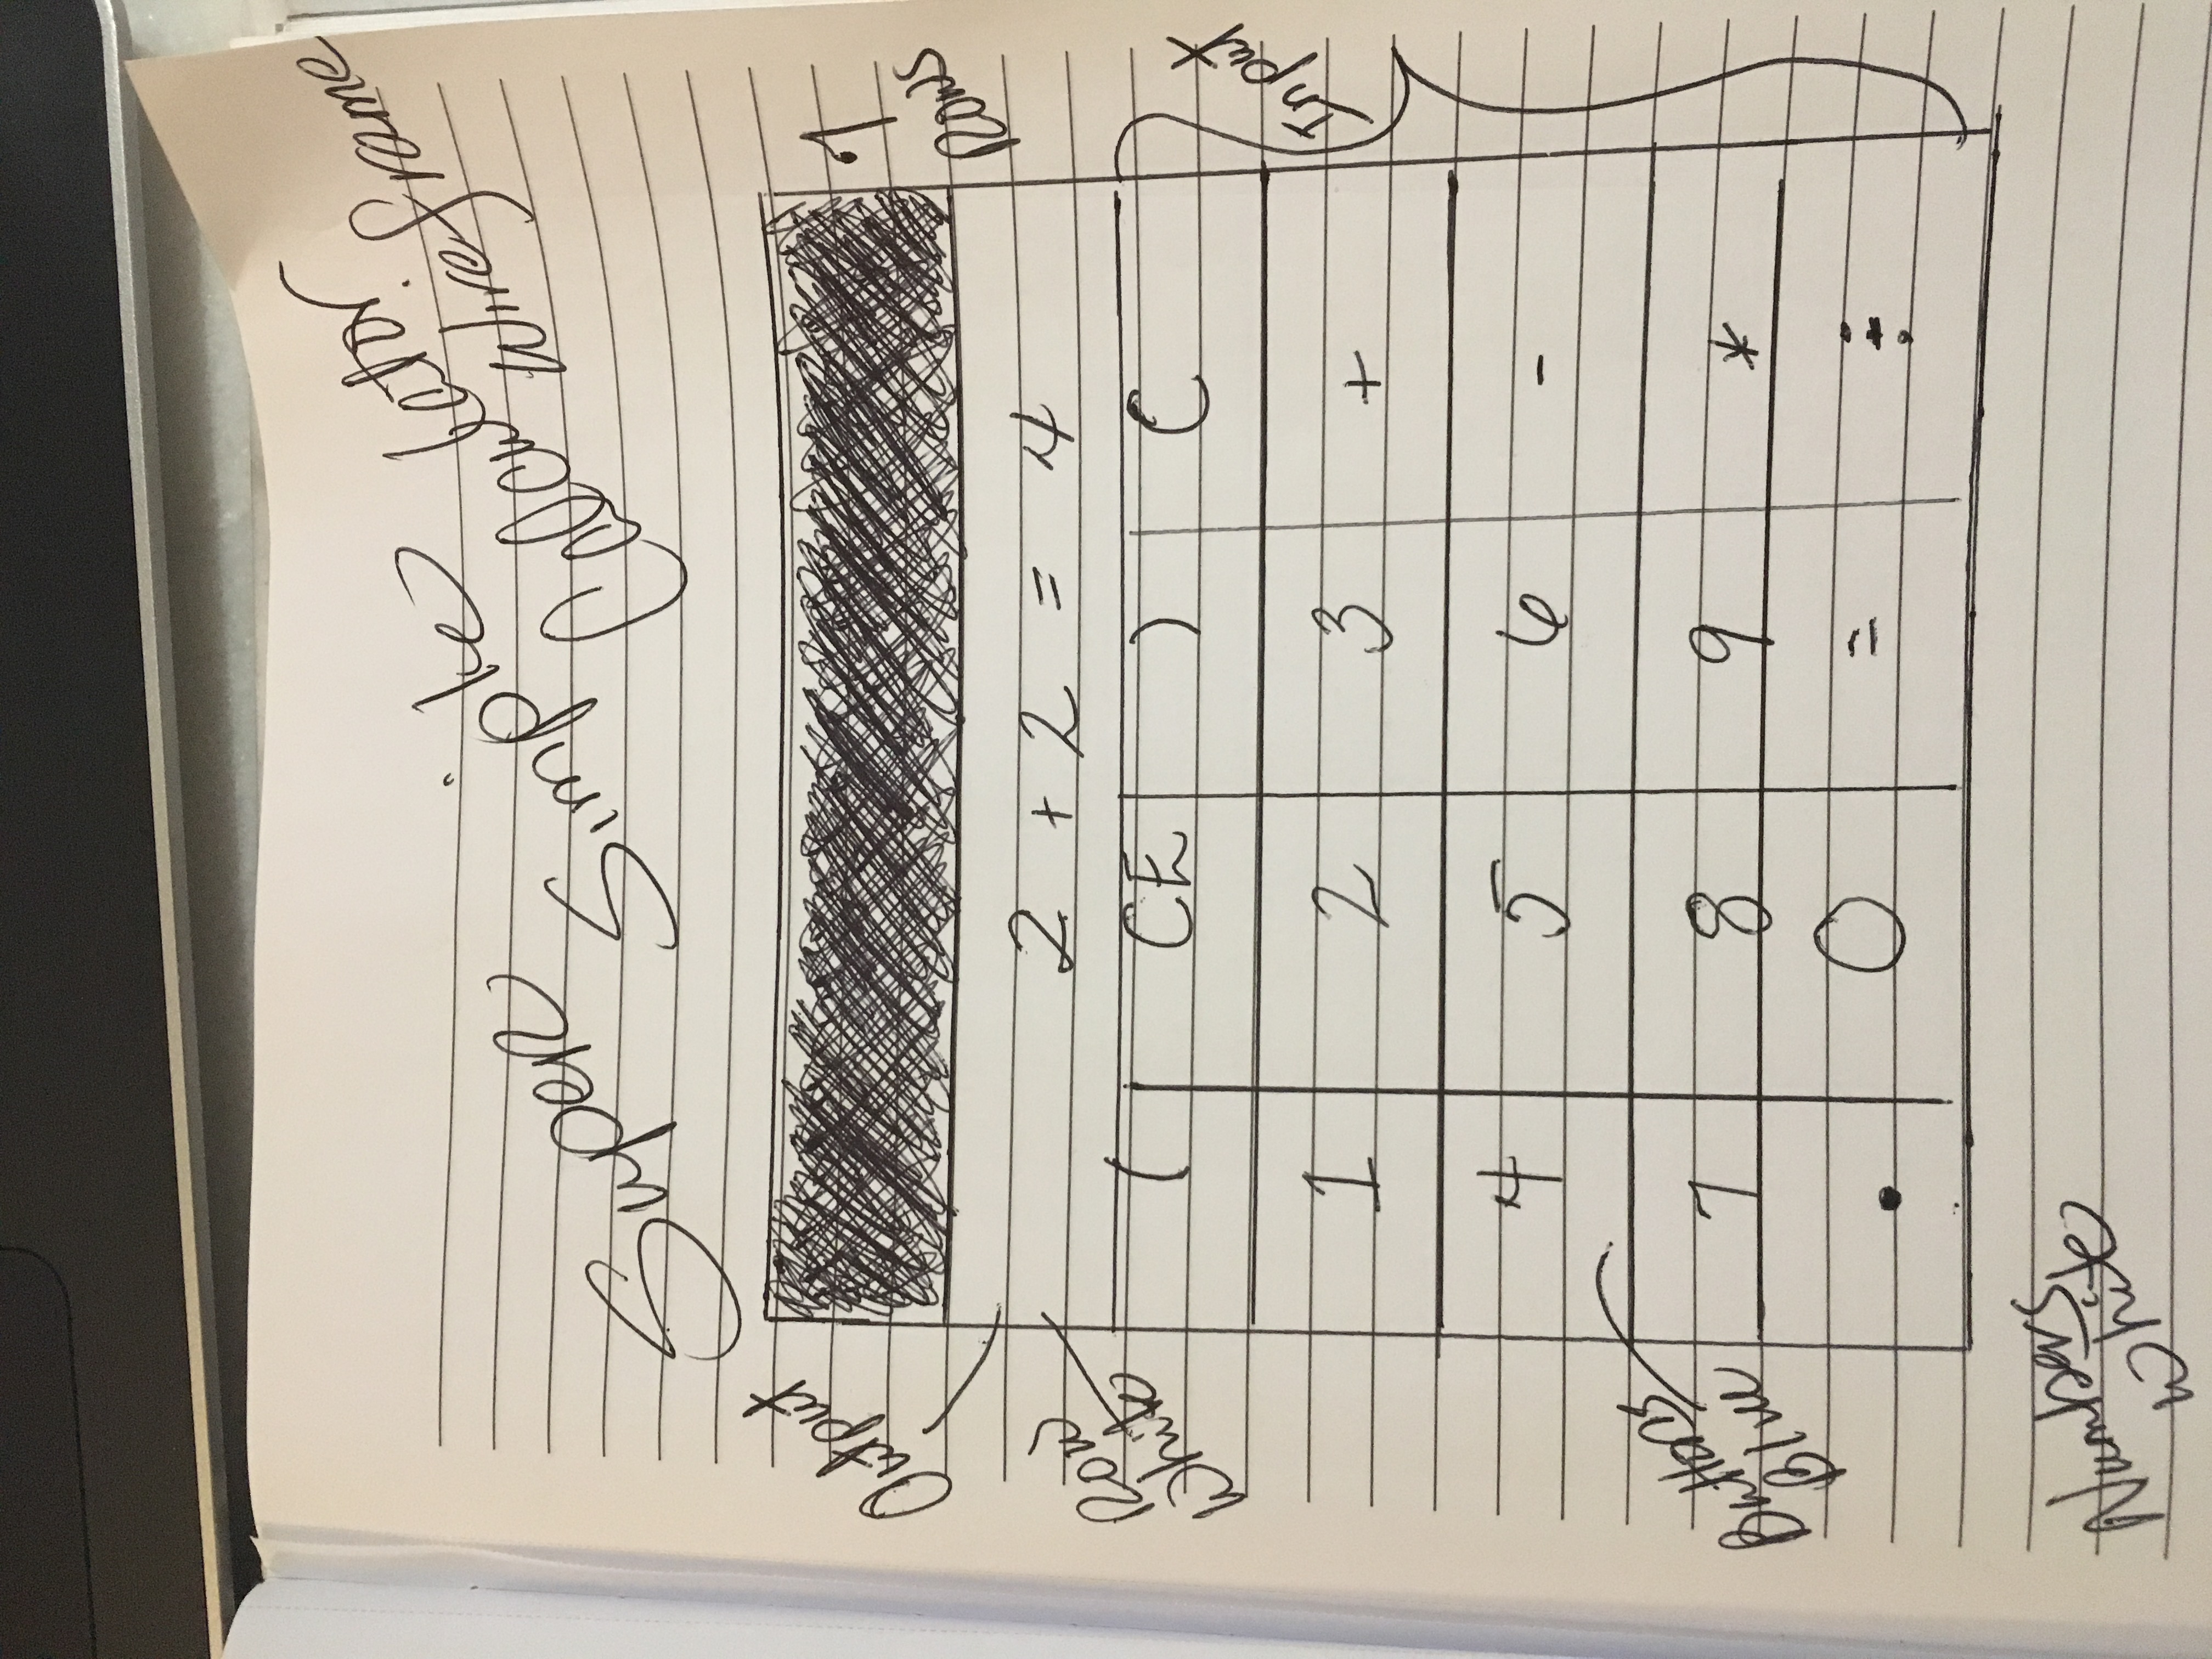 Super Simple Calculator
Wireframe
Output
Row
White
7
Rows
2 + 2 = 4
( CE ) C
Input
1 2 3 +
4 5 6 -
Buttons
Blue
7 8 9 *
. 0 = ÷
Numbers
White